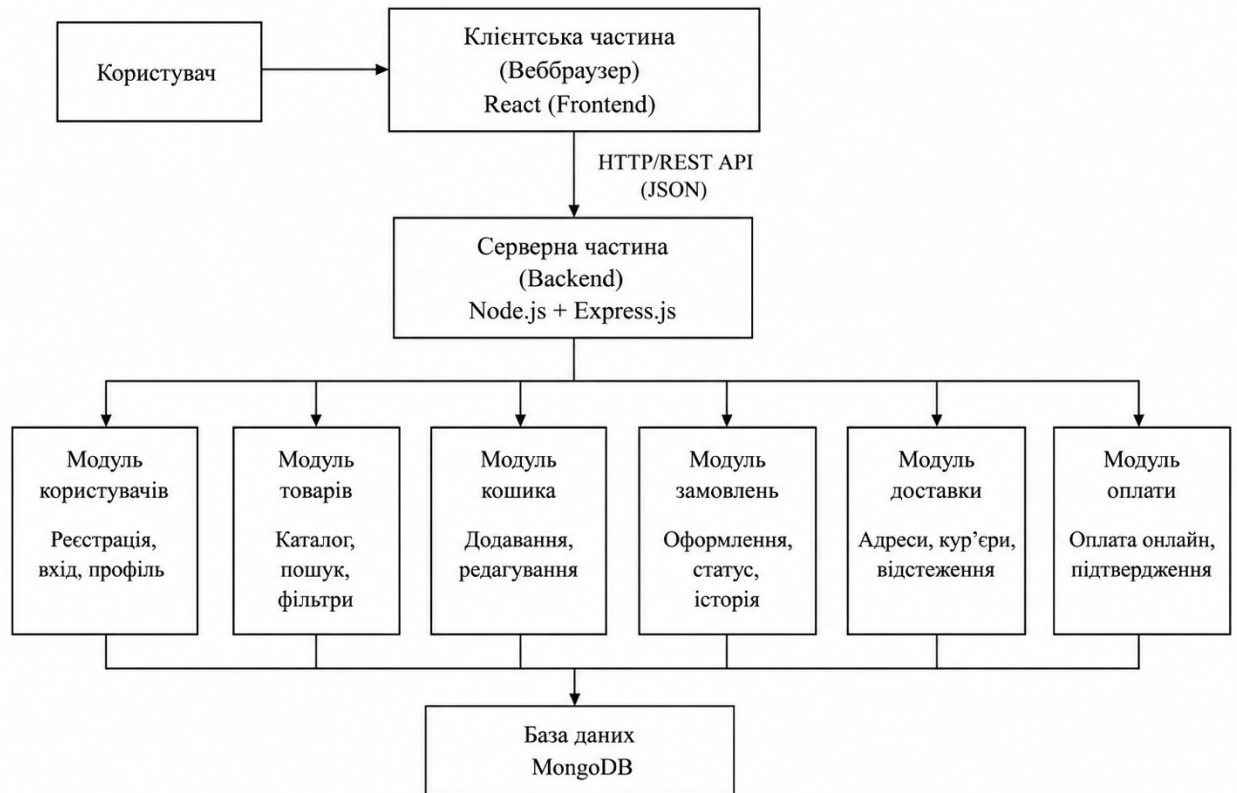 Користувач
Клієнтська частина
(Веббраузер)
React (Frontend)
HTTP/REST API
(JSON)
Серверна частина
(Backend)
Node.js + Express.js
Модуль
користувачів
Реєстрація,
вхід, профіль
Модуль
товарів
Каталог,
пошук,
фільтри
Модуль
кошика
Додавання,
редагування
Модуль
замовлень
Оформлення,
статус,
історія
Модуль
доставки
Адреси, кур’єри,
відстеження
Модуль
оплати
Оплата онлайн,
підтвердження
База даних
MongoDB